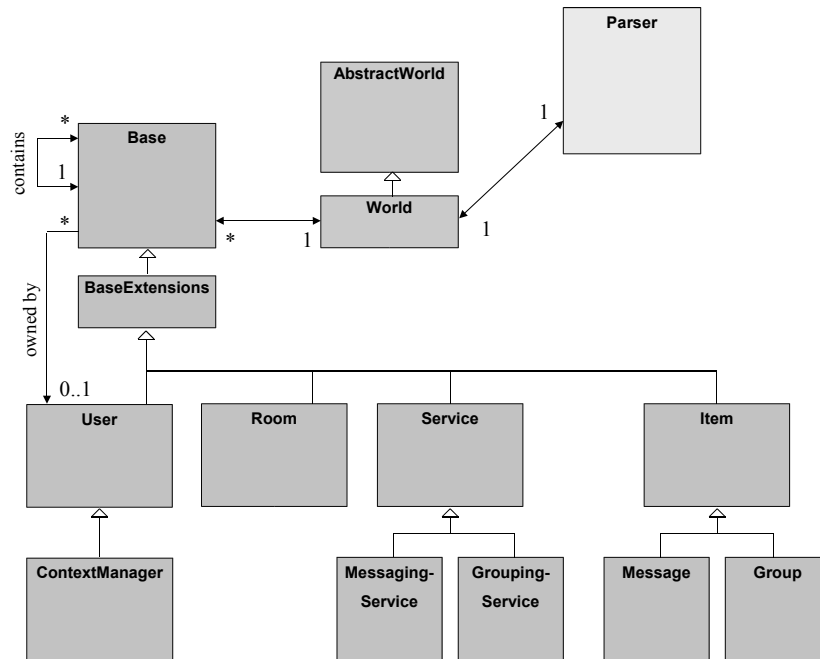 Parser
AbstractWorld
1
*
Base
contains
1
World
*
*
1
1
BaseExtensions
owned by
0..1
User
Room
Service
Item
ContextManager
Messaging-
Service
Grouping-
Service
Message
Group